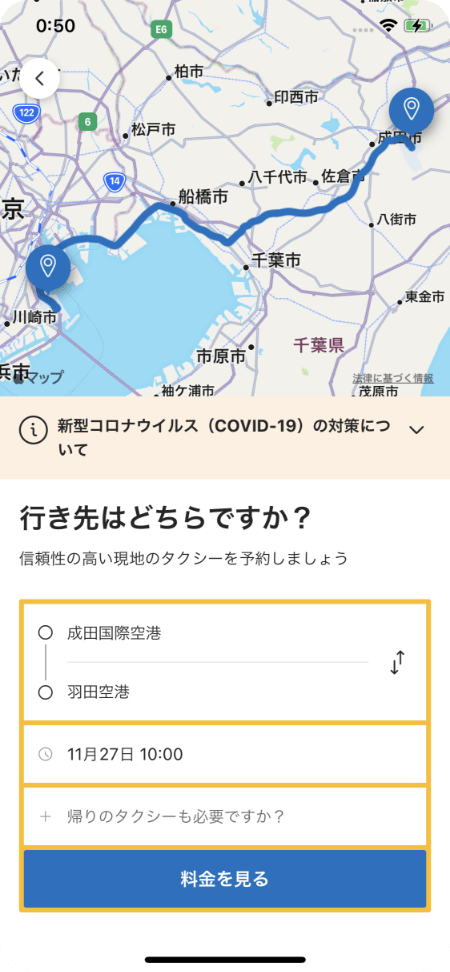 0:50
E6
柏市
122
印西市
6
松戸市
成田市
14
八千代市
佐倉市
船橋市
京
八街市
千葉市
東金市
川崎市
市原市
千葉県
浜市
マップ
法律に基づく情報
袖ケ浦市
茂原市
新型コロナウイルス（COVID-19）の対策につ
いて
行き先はどちらですか？
信頼性の高い現地のタクシーを予約しましょう
成田国際空港
羽田空港
11月27日 10:00
帰りのタクシーも必要ですか？
料金を見る